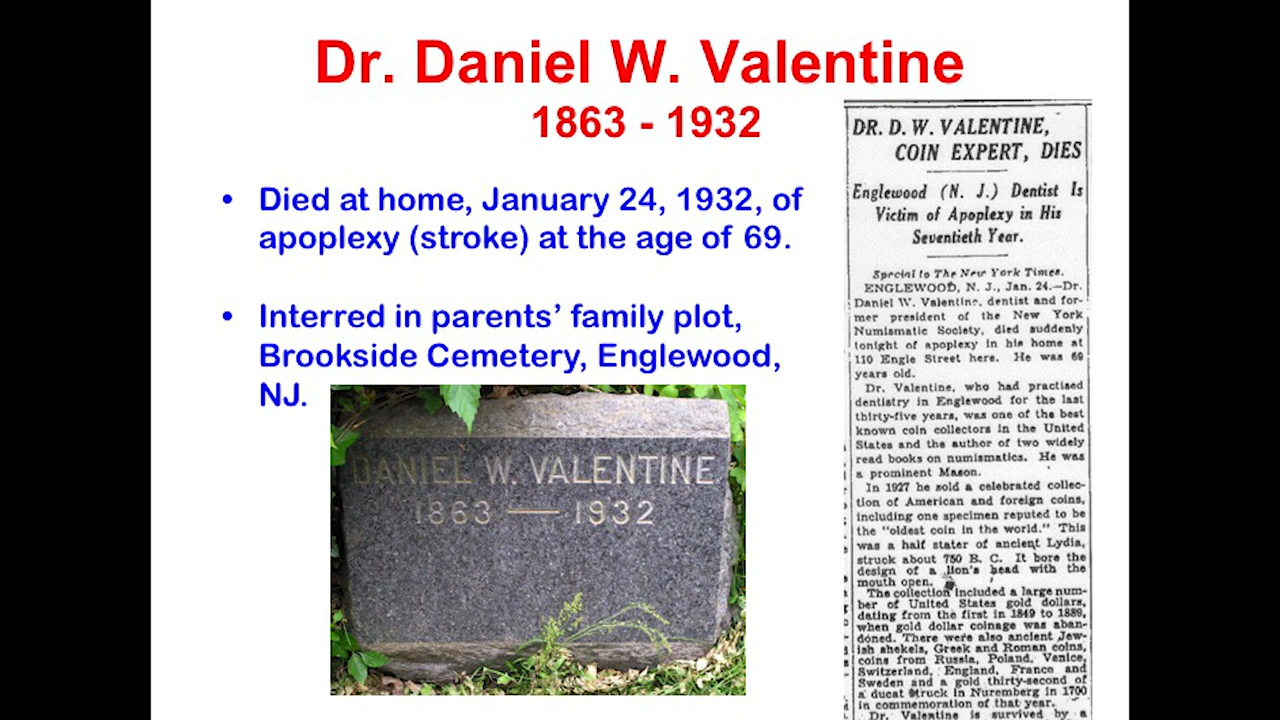 Dr. Daniel W. Valentine
1863 - 1932
• Died at home, January 24, 1932, of
apoplexy (stroke) at the age of 69.
• Interred in parents’ family plot,
Brookside Cemetery, Englewood,
NJ.
DANIEL W. VALENTINE
1863 — 1932
DR. D. W. VALENTINE,
COIN EXPERT, DIES
Englewood (N. J.) Dentist Is
Victim of Apoplexy in His
Seventieth Year.
Special to The New York Times.
ENGLEWOOD, N. J., Jan. 24.—Dr.
Daniel W. Valentine, dentist and for-
mer president of the New York
Numismatic Society, died suddenly
tonight of apoplexy in his home at
110 Engle Street here. He was 69
years old.
Dr. Valentine, who had practised
dentistry in Englewood for the last
thirty-five years, was one of the best
known coin collectors in the United
States and the author of two widely
read books on numismatics. He was
a prominent Mason.
In 1927 he sold a celebrated collec-
tion of American and foreign coins,
including one specimen reputed to be
the "oldest coin in the world." This
was a half stater of ancient Lydia,
struck about 750 B. C. It bore the
design of a lion's head with the
mouth open.
The collection included a large num-
ber of United States gold dollars,
dating from the first in 1849 to 1889,
when gold dollar coinage was aban-
doned. There were also ancient Jew-
ish shekels, Greek and Roman coins,
coins from Russia, Poland, Venice,
Switzerland, England, France and
Sweden and a gold thirty-second of
a ducat struck in Nuremberg in 1700
in commemoration of that year.
Dr. Valentine is survived by a